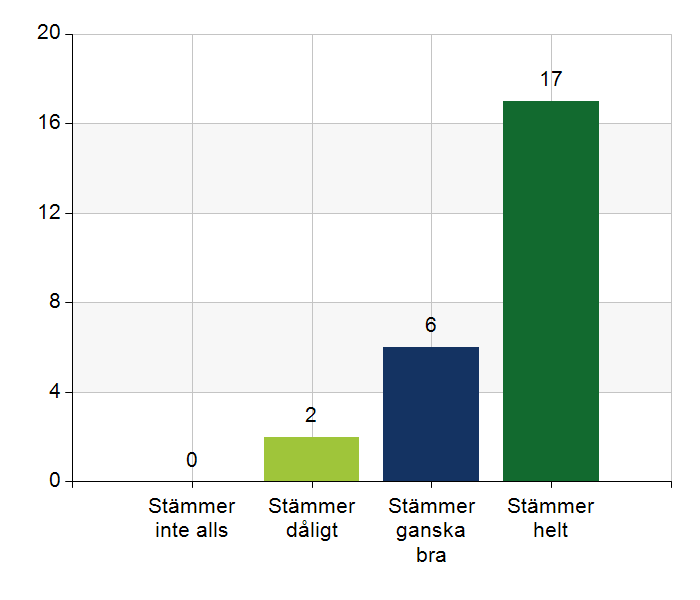 20
17
16
12
8
6
4
2
0
0
Stämmer
inte alls
Stämmer
dåligt
Stämmer
ganska
bra
Stämmer
helt